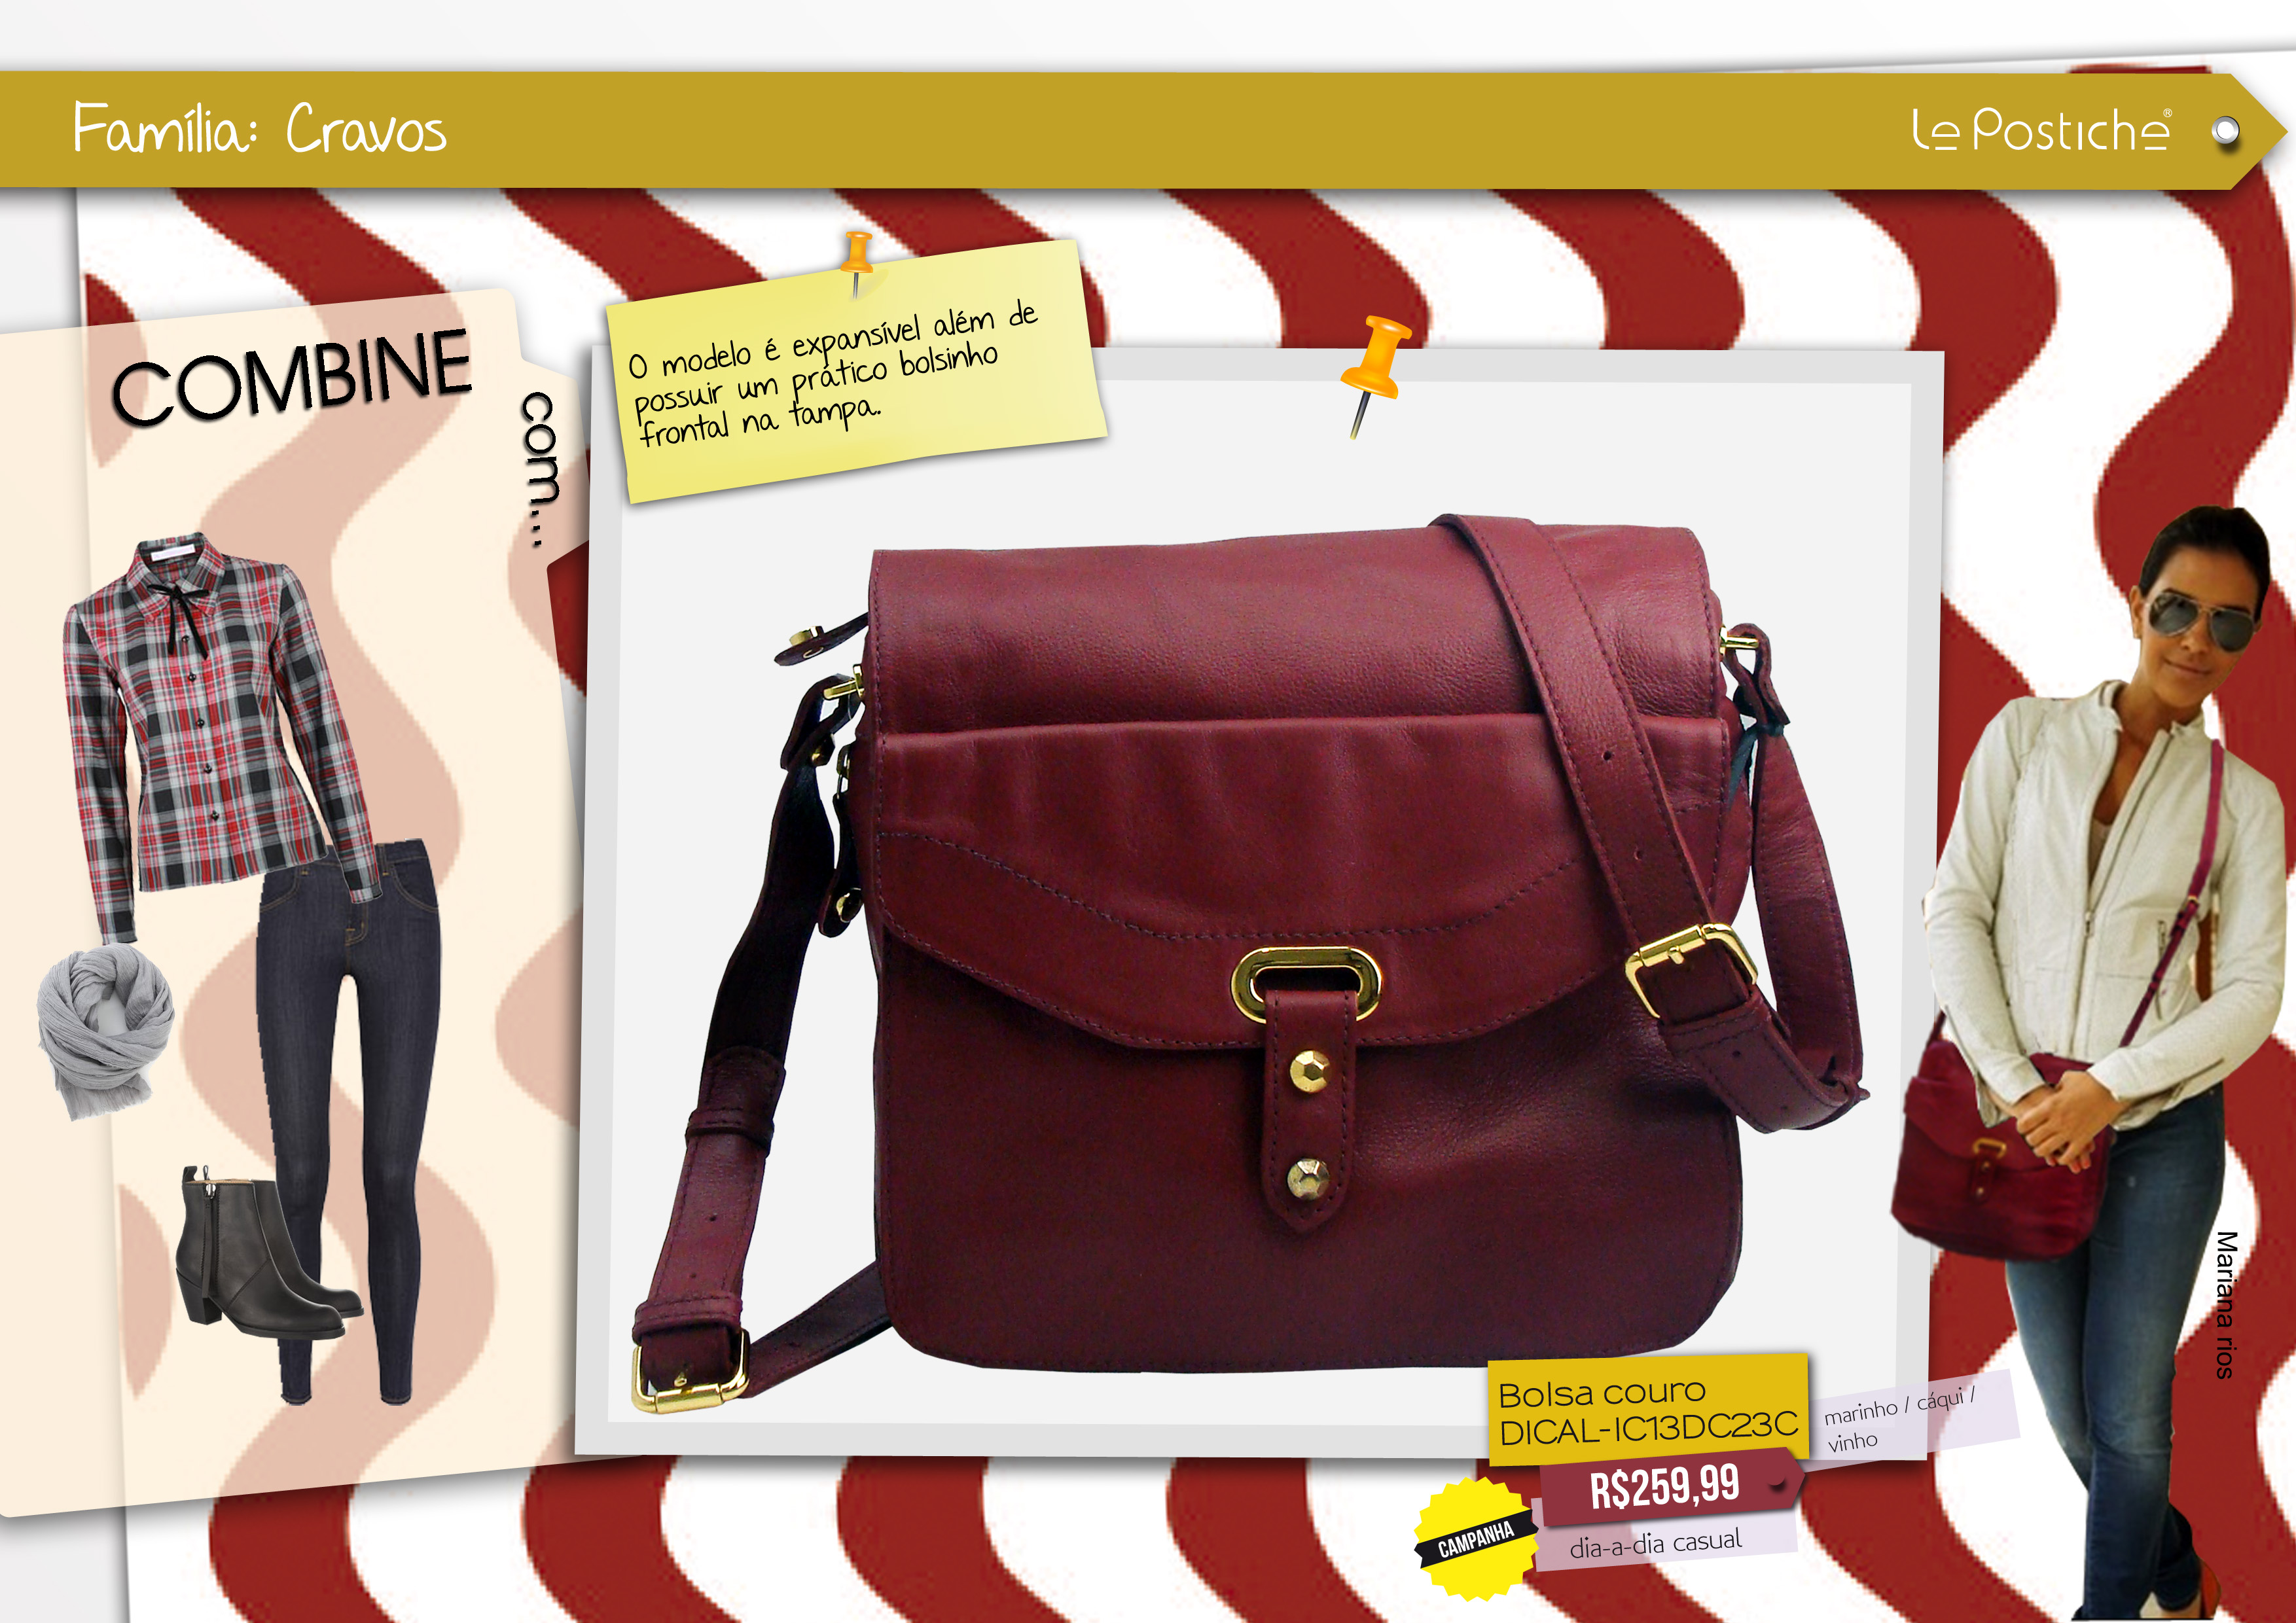 Família: Cravos
Le Postiche®
COMBINE
com...
O modelo é expansível além de
possuir um prático bolsinho
frontal na tampa.
Bolsa couro
DICAL-IC13DC23C
marinho / cáqui /
vinho
R$259,99
CAMPANHA
dia-a-dia casual
Mariana rios